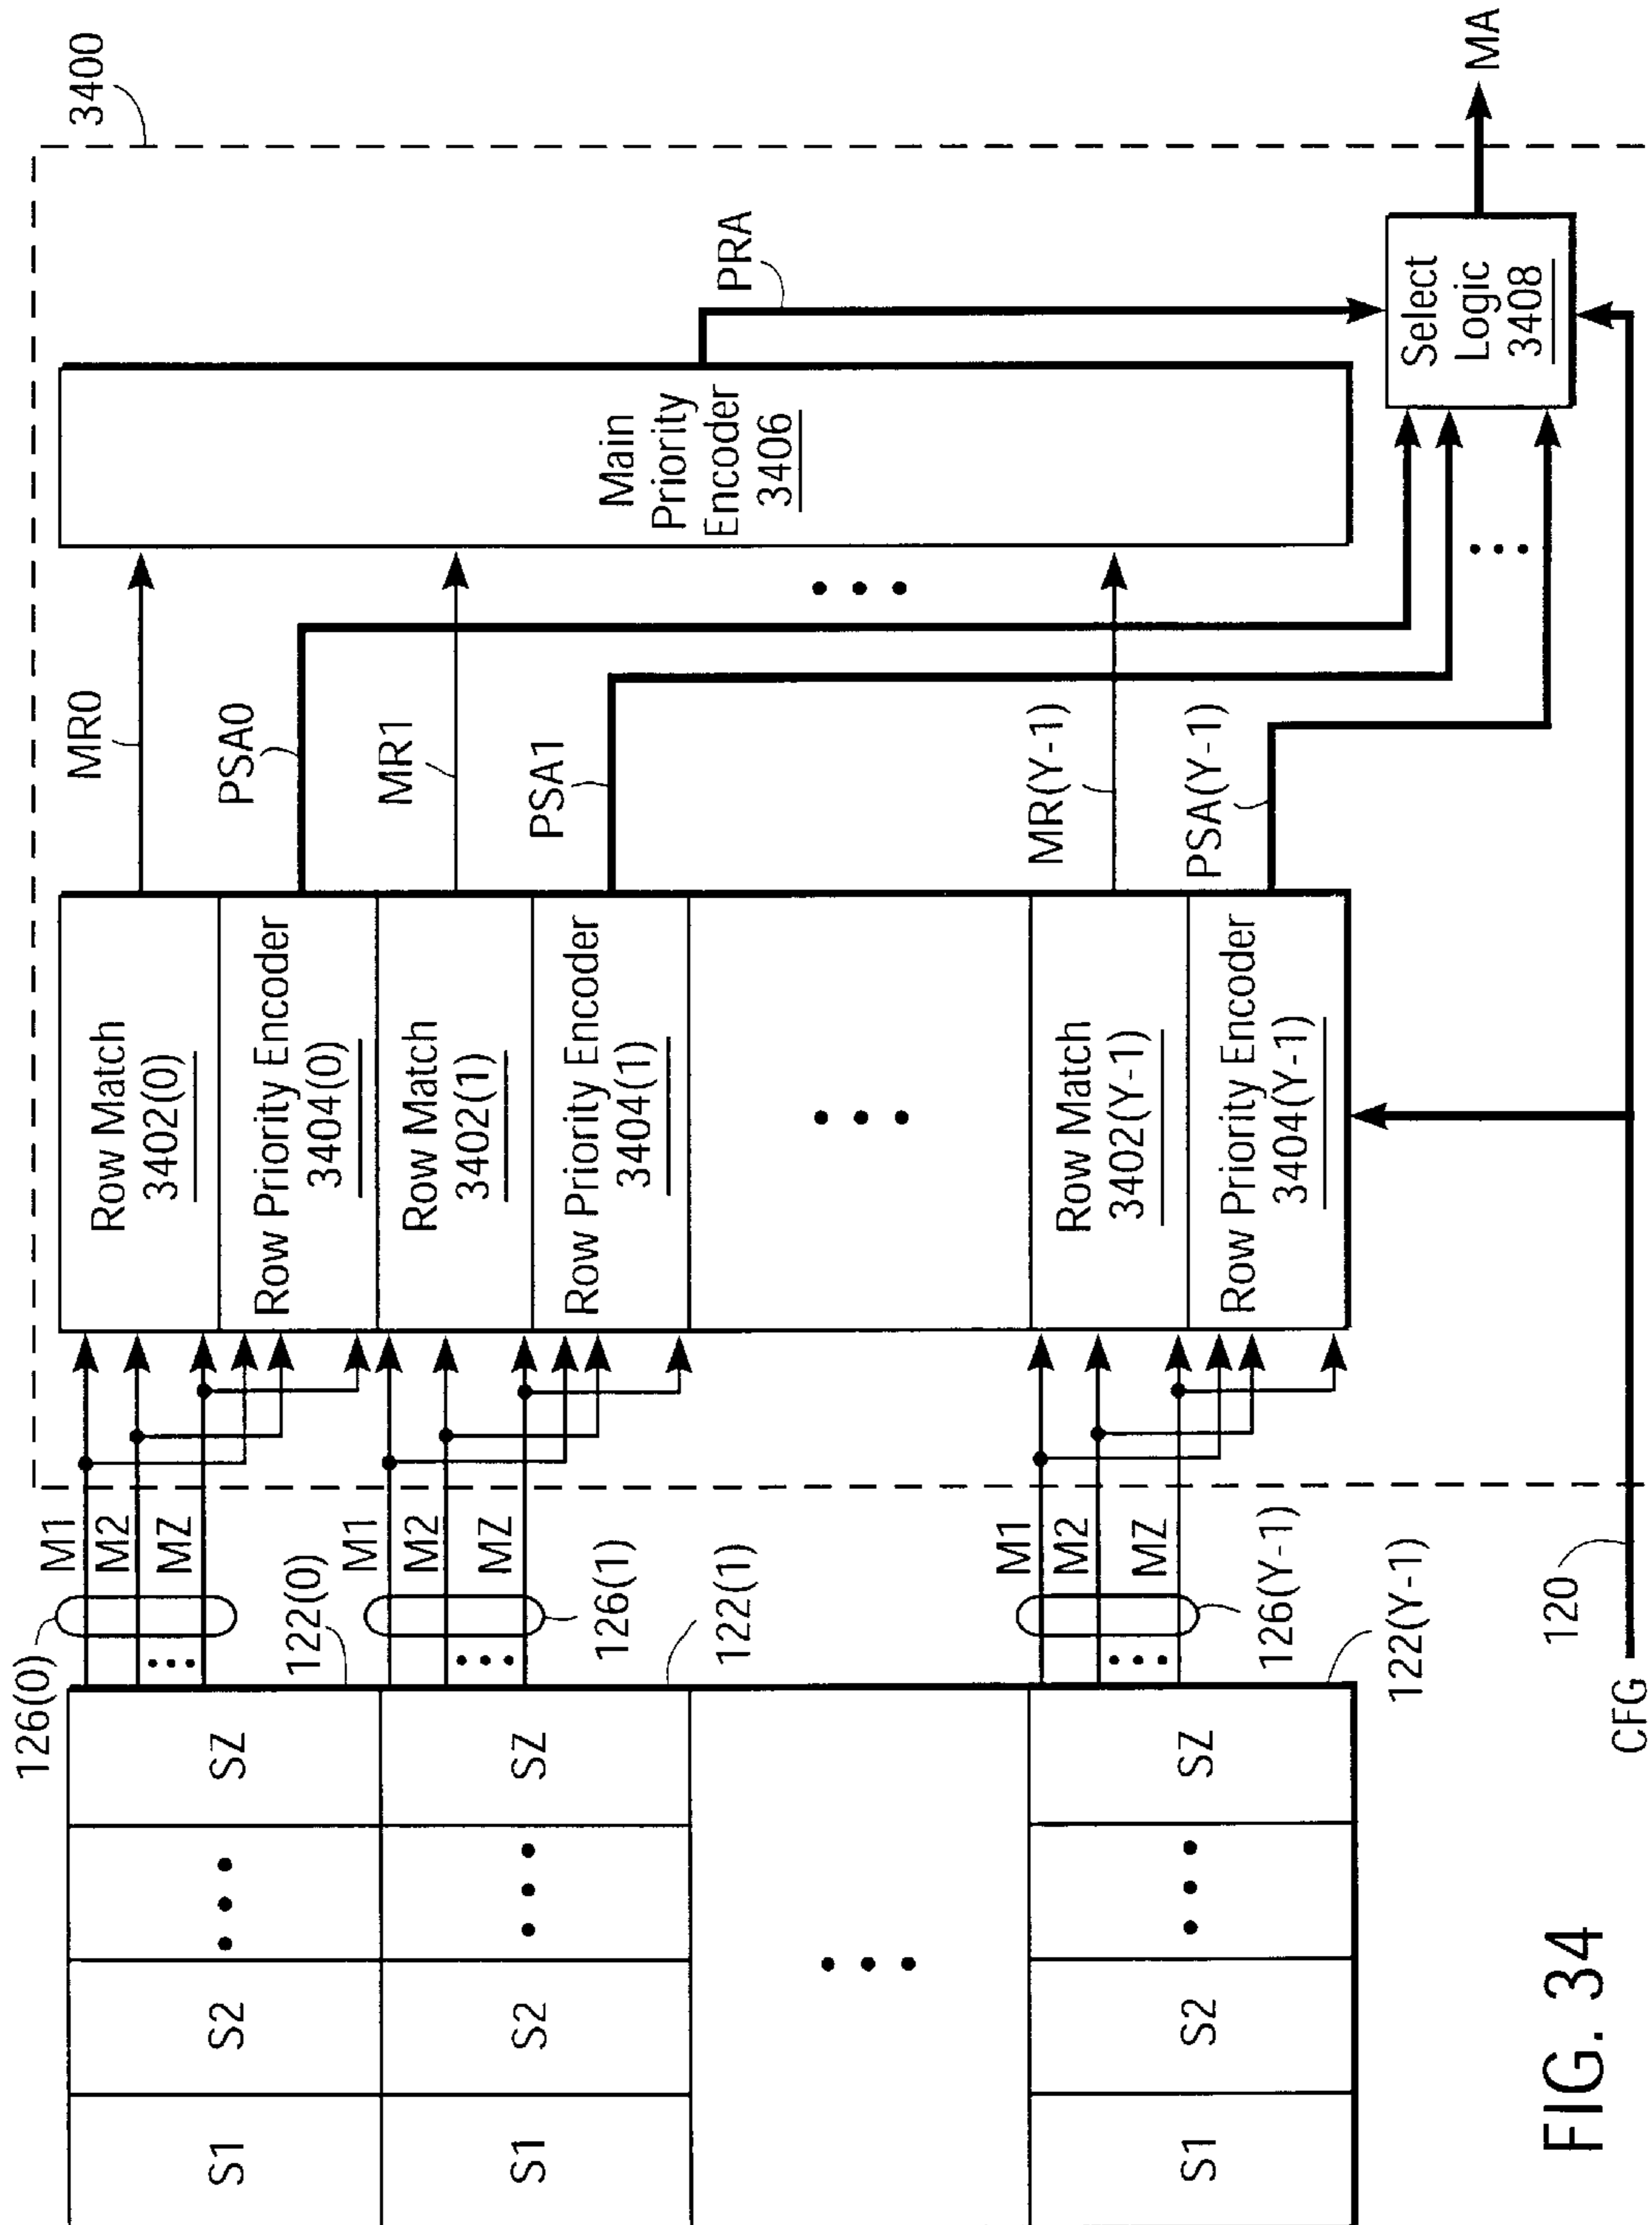 3400
126(0)
M1
M2
MZ
122(0)
M1
M2
MZ
126(1)
122(1)
M1
M2
MZ
126(Y-1)
122(Y-1)
S1
S2
SZ
S1
S2
SZ
S1
S2
SZ
Row Match
3402(0)
Row Priority Encoder
3404(0)
Row Match
3402(1)
Row Priority Encoder
3404(1)
Row Match
3402(Y-1)
Row Priority Encoder
3404(Y-1)
MR0
PSA0
MR1
PSA1
MR(Y-1)
PSA(Y-1)
Main
Priority
Encoder
3406
PRA
Select
Logic
3408
MA
CFG
120
FIG. 34